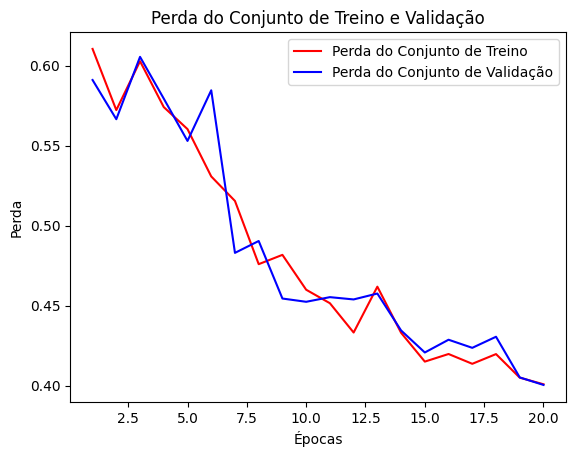 Perda do Conjunto de Treino e Validação
Perda do Conjunto de Treino
Perda do Conjunto de Validação
0.60
0.55
0.50
0.45
0.40
Perda
2.5 5.0 7.5 10.0 12.5 15.0 17.5 20.0
Épocas